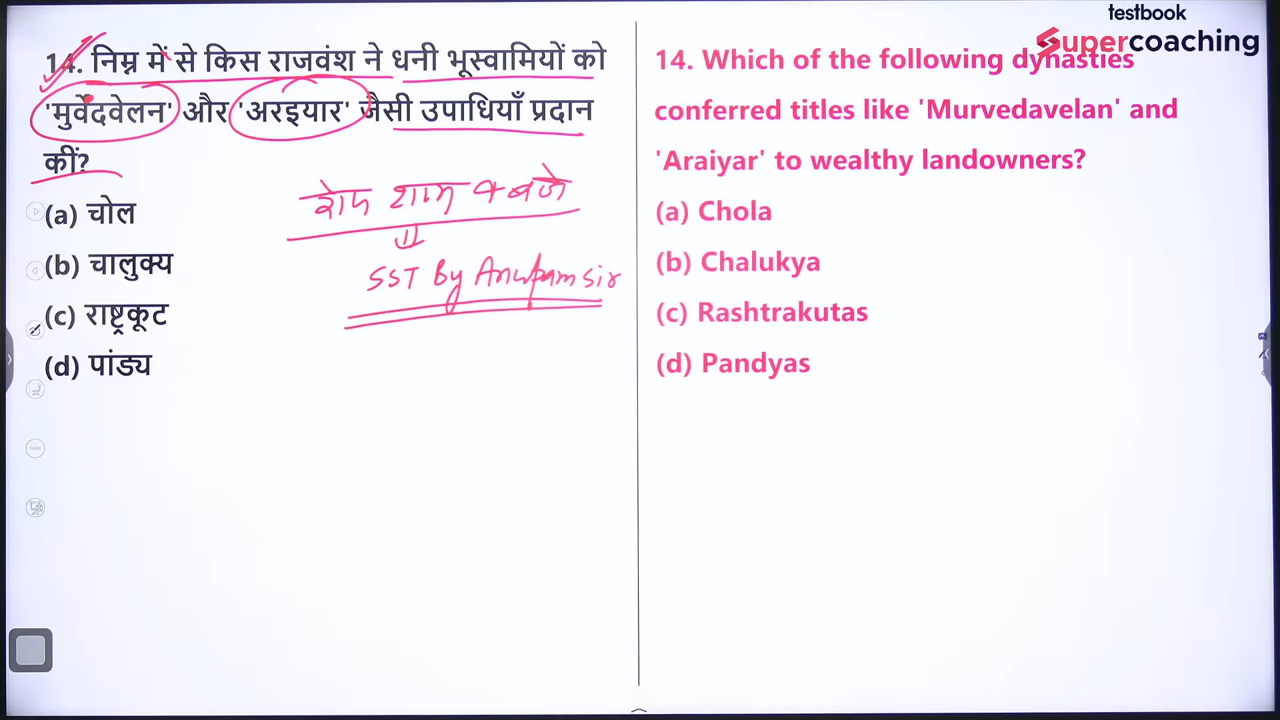 testbook
Supercoaching
14. निम्न में से किस राजवंश ने धनी भूस्वामियों को
'मुर्वेदवेलन' और 'अरइयार' जैसी उपाधियाँ प्रदान
कीं?
(a) चोल
(b) चालुक्य
(c) राष्ट्रकूट
(d) पांड्य
शाम बजे
SST By Anupam Sir
14. Which of the following dynasties
conferred titles like 'Murvedavelan' and
'Araiyar' to wealthy landowners?
(a) Chola
(b) Chalukya
(c) Rashtrakutas
(d) Pandyas